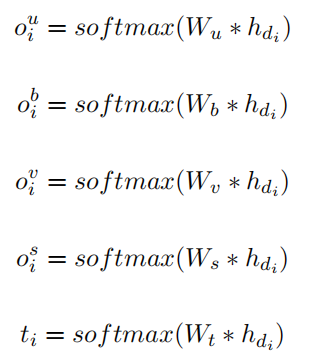 o_i^u = softmax(W_u * h_{d_i})
o_i^b = softmax(W_b * h_{d_i})
o_i^v = softmax(W_v * h_{d_i})
o_i^s = softmax(W_s * h_{d_i})
t_i = softmax(W_t * h_{d_i})